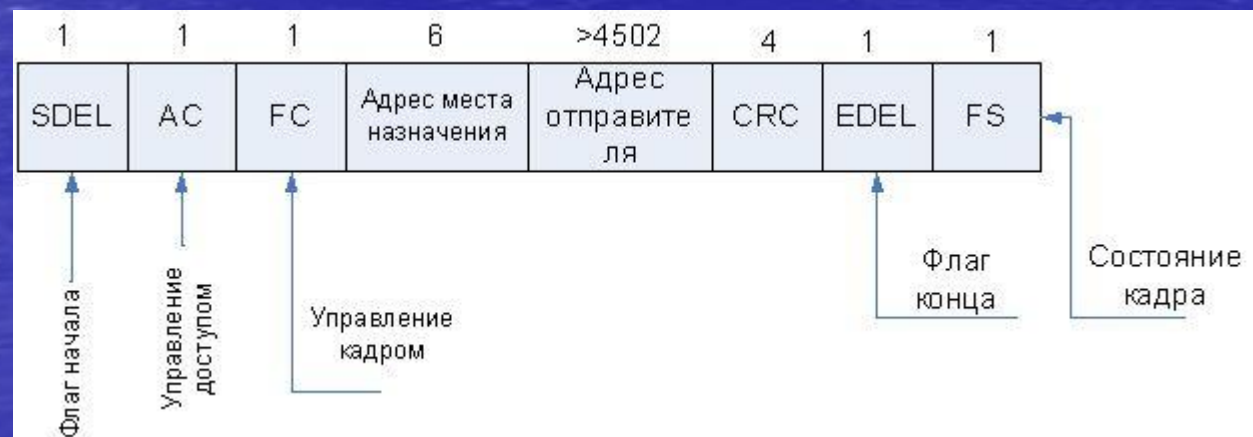 1 1 1 6 >4502 4 1 1
SDEL AC FC Адрес места назначения Адрес отправите ля CRC EDEL FS
Флаг начала
Управление
доступом
Управление
кадром
Флаг
конца
Состояние
кадра